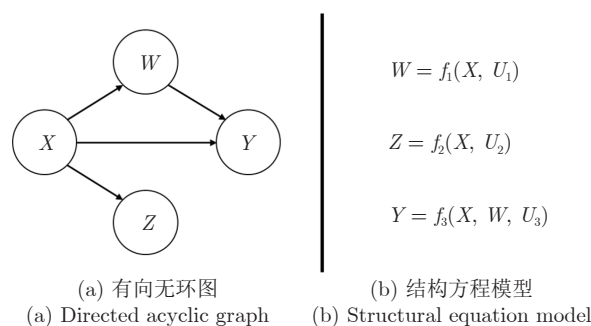 W
X
Y
Z
W = f₁(X, U₁)
Z = f₂(X, U₂)
Y = f₃(X, W, U₃)
(a) 有向无环图
(a) Directed acyclic graph
(b) 结构方程模型
(b) Structural equation model